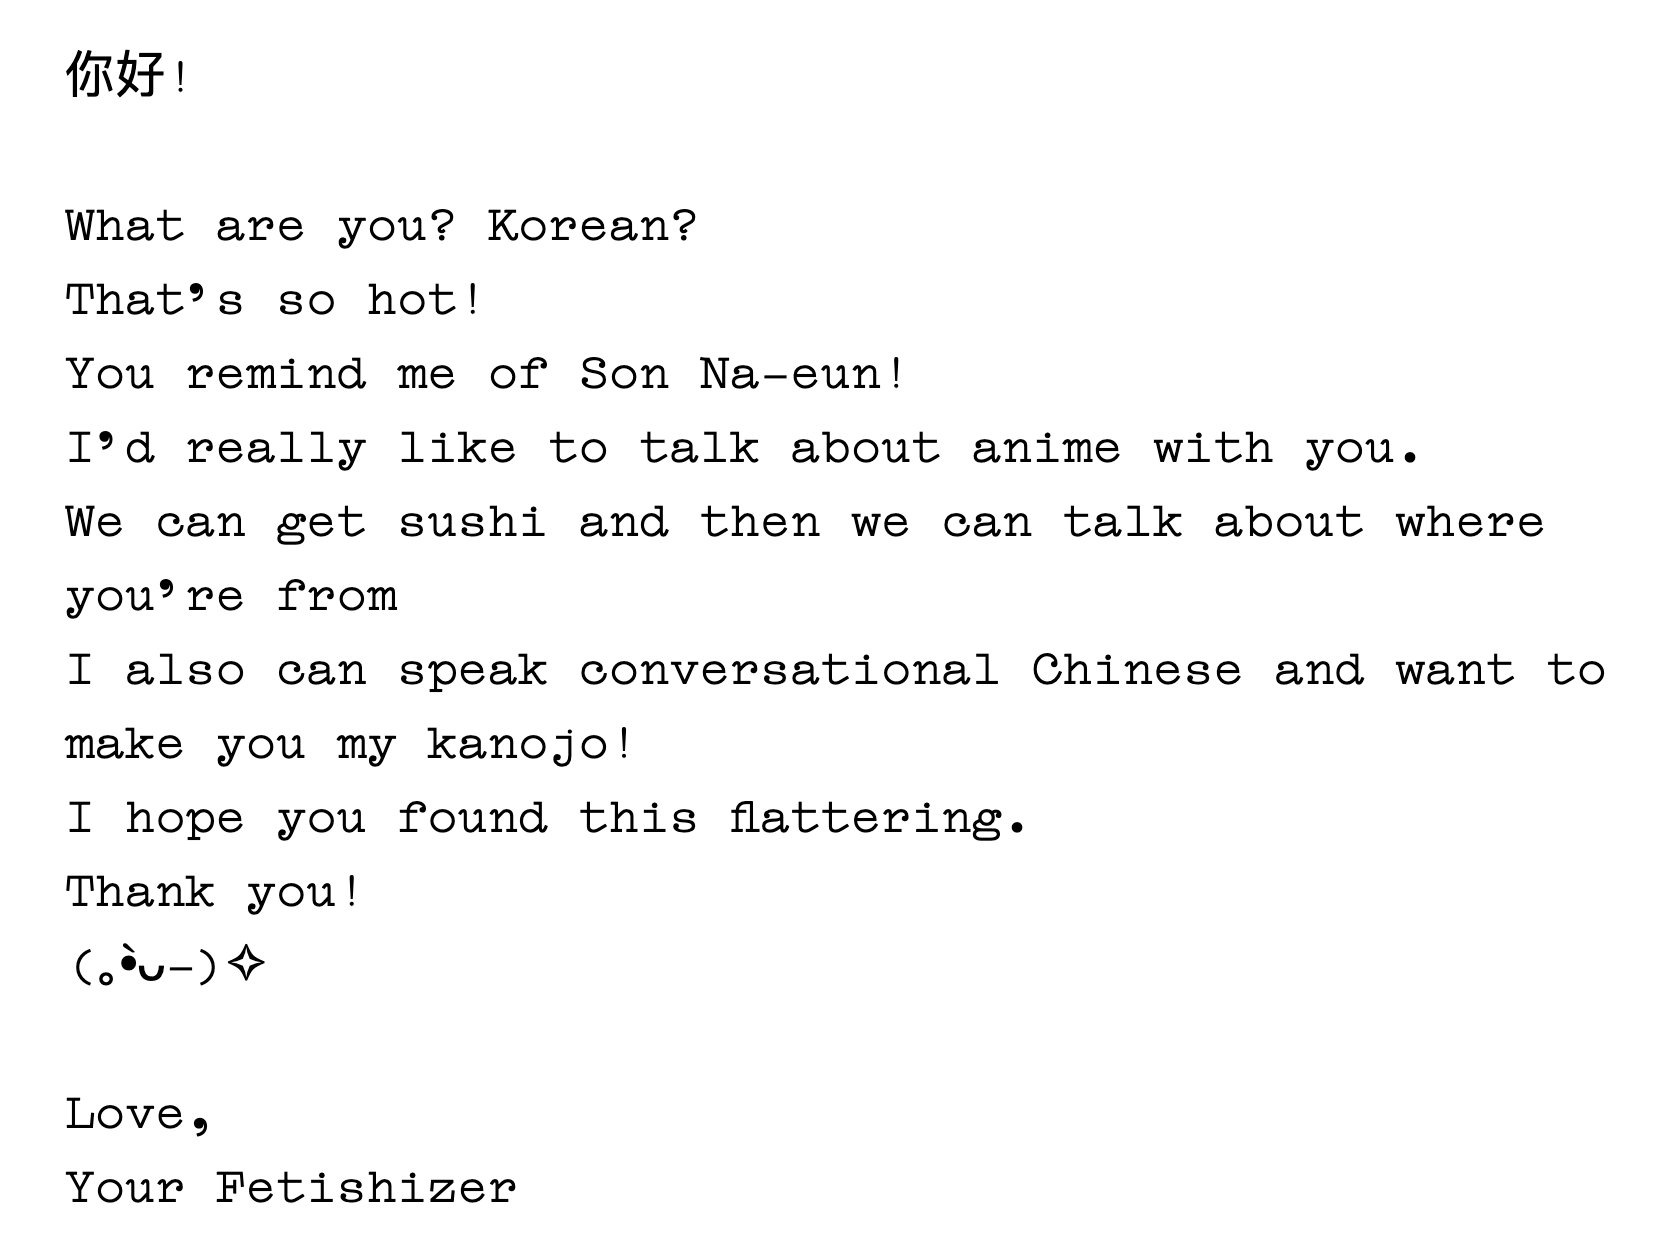 你好!
What are you? Korean?
That’s so hot!
You remind me of Son Na-eun!
I’d really like to talk about anime with you.
We can get sushi and then we can talk about where
you’re from
I also can speak conversational Chinese and want to
make you my kanojo!
I hope you found this flattering.
Thank you!
(｡•̀ᴗ-)✧
Love,
Your Fetishizer